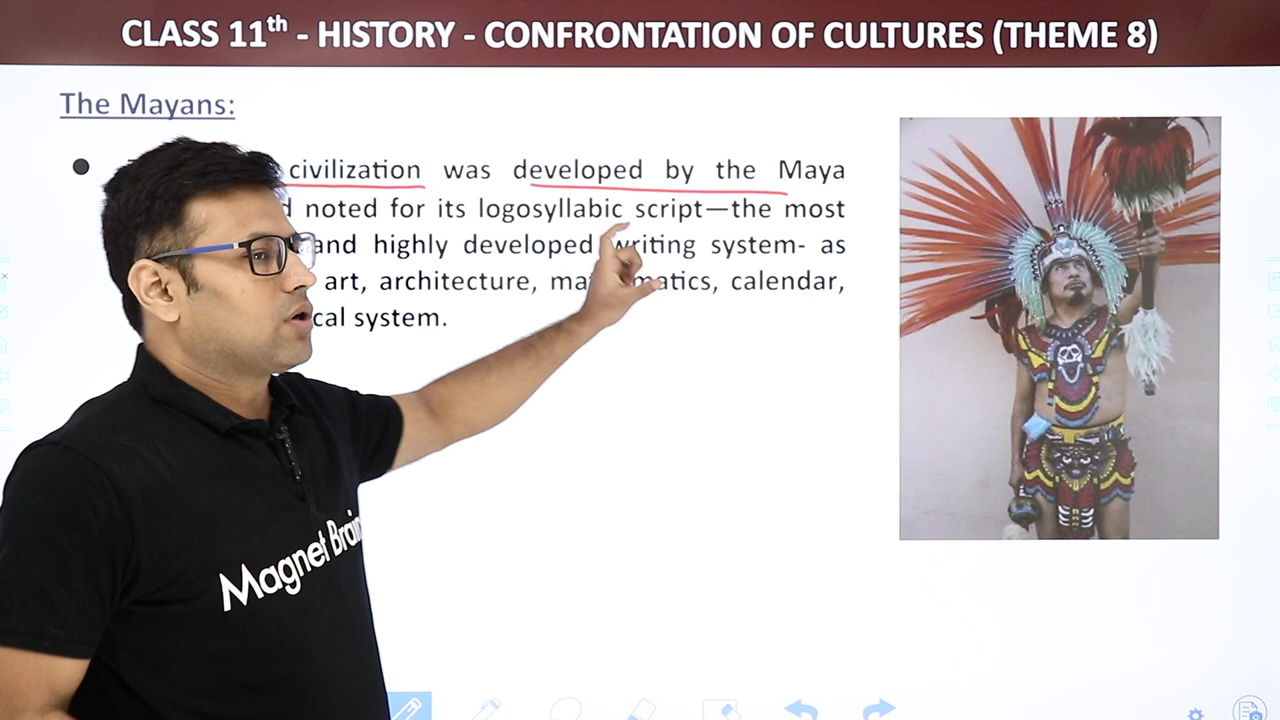 CLASS 11th - HISTORY - CONFRONTATION OF CULTURES (THEME 8)
The Mayans:
civilization was developed by the Maya
noted for its logosyllabic script—the most
and highly developed writing system- as
art, architecture, mathematics, calendar,
system.
Magnet Brain